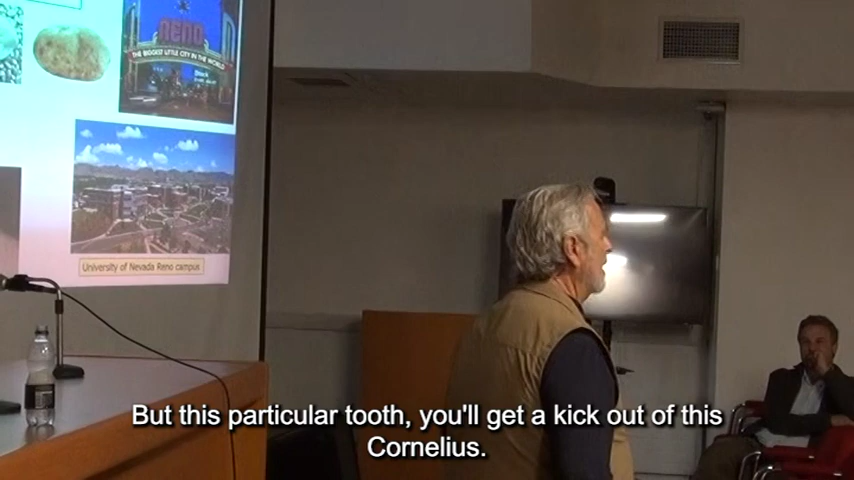 RENO
THE BIGGEST LITTLE CITY IN THE WORLD
University of Nevada Reno campus
But this particular tooth, you'll get a kick out of this
Cornelius.